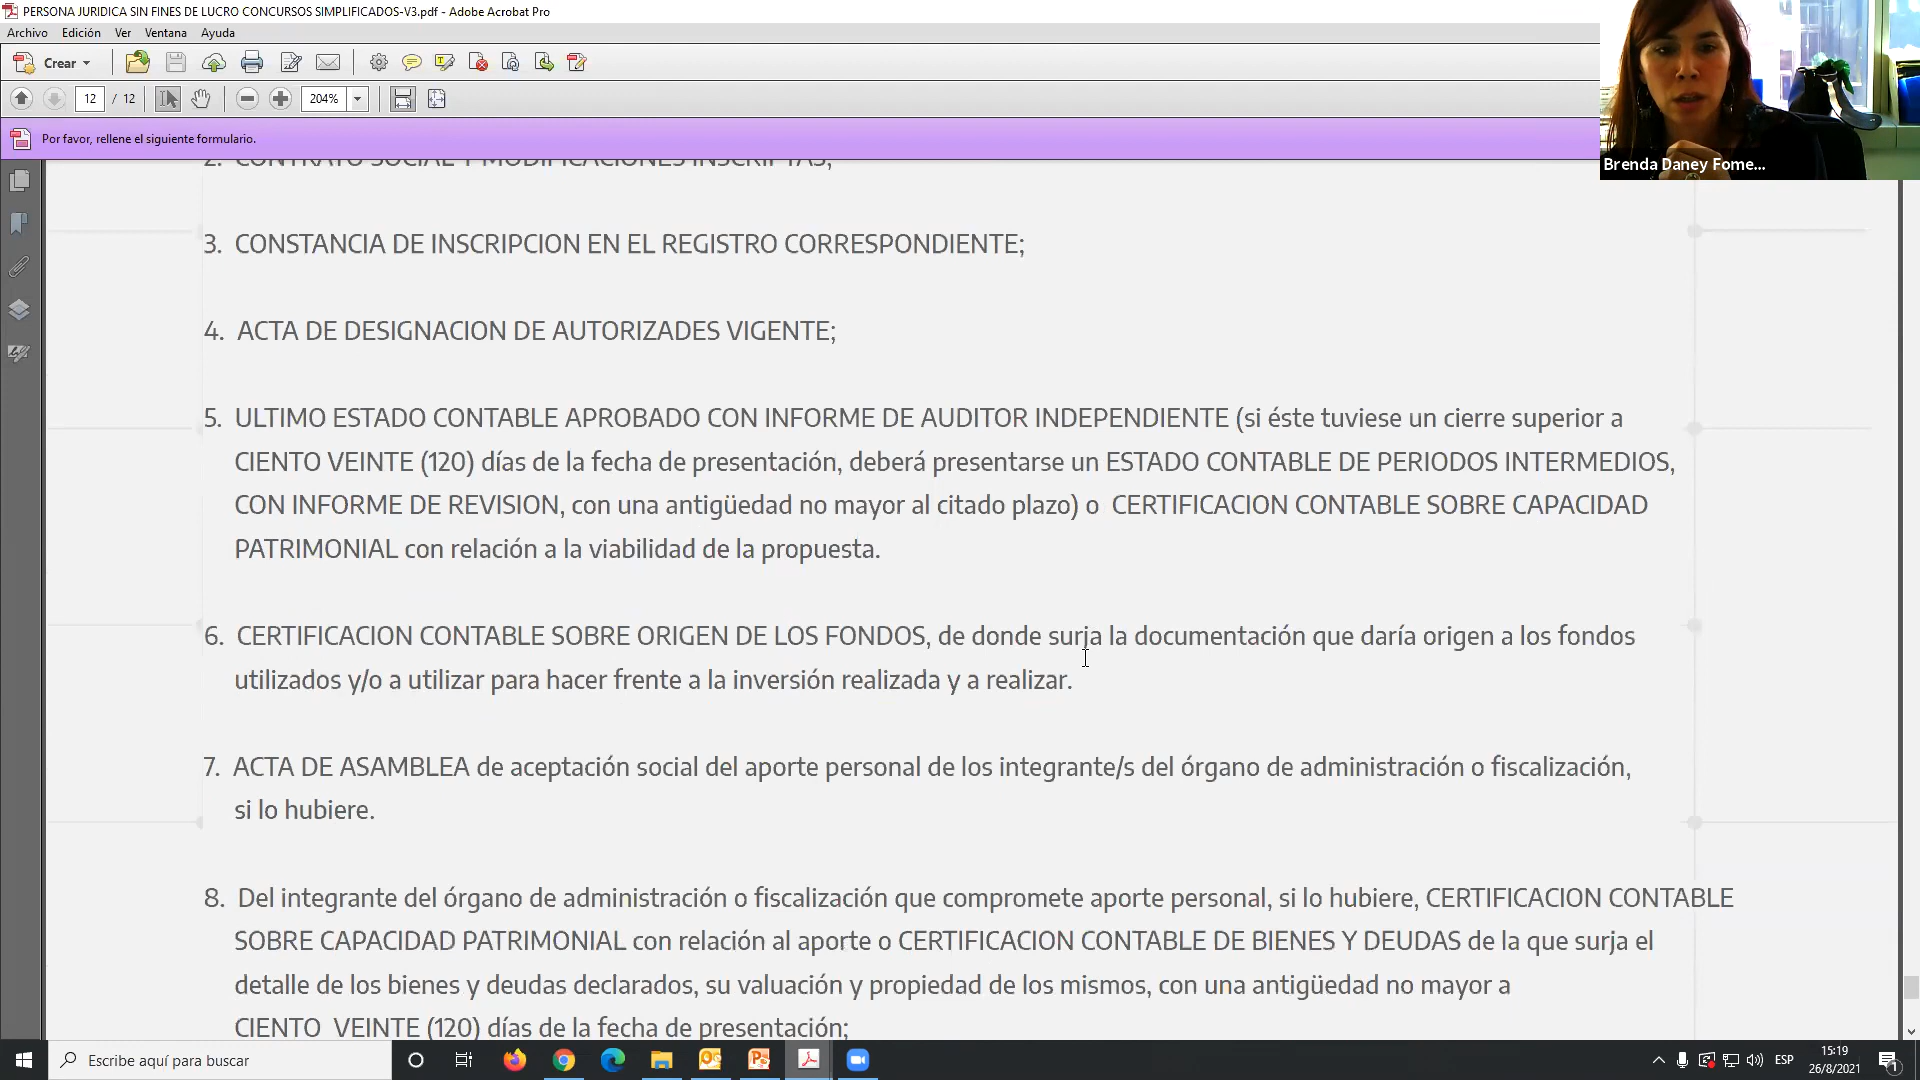 PERSONA JURIDICA SIN FINES DE LUCRO CONCURSOS SIMPLIFICADOS-V3.pdf - Adobe Acrobat Pro
Archivo Edición Ver Ventana Ayuda
Crear
12 / 12 204%
Por favor, rellene el siguiente formulario.
Brenda Daney Fome...
2. CONTRATO SOCIAL Y MODIFICACIONES INSCRIPTAS;
3. CONSTANCIA DE INSCRIPCION EN EL REGISTRO CORRESPONDIENTE;
4. ACTA DE DESIGNACION DE AUTORIZADES VIGENTE;
5. ULTIMO ESTADO CONTABLE APROBADO CON INFORME DE AUDITOR INDEPENDIENTE (si éste tuviese un cierre superior a
CIENTO VEINTE (120) días de la fecha de presentación, deberá presentarse un ESTADO CONTABLE DE PERIODOS INTERMEDIOS,
CON INFORME DE REVISION, con una antigüedad no mayor al citado plazo) o CERTIFICACION CONTABLE SOBRE CAPACIDAD
PATRIMONIAL con relación a la viabilidad de la propuesta.
6. CERTIFICACION CONTABLE SOBRE ORIGEN DE LOS FONDOS, de donde surja la documentación que daría origen a los fondos
utilizados y/o a utilizar para hacer frente a la inversión realizada y a realizar.
7. ACTA DE ASAMBLEA de aceptación social del aporte personal de los integrante/s del órgano de administración o fiscalización,
si lo hubiere.
8. Del integrante del órgano de administración o fiscalización que compromete aporte personal, si lo hubiere, CERTIFICACION CONTABLE
SOBRE CAPACIDAD PATRIMONIAL con relación al aporte o CERTIFICACION CONTABLE DE BIENES Y DEUDAS de la que surja el
detalle de los bienes y deudas declarados, su valuación y propiedad de los mismos, con una antigüedad no mayor a
CIENTO VEINTE (120) días de la fecha de presentación;
Escribe aquí para buscar
ESP
15:19
26/8/2021
1